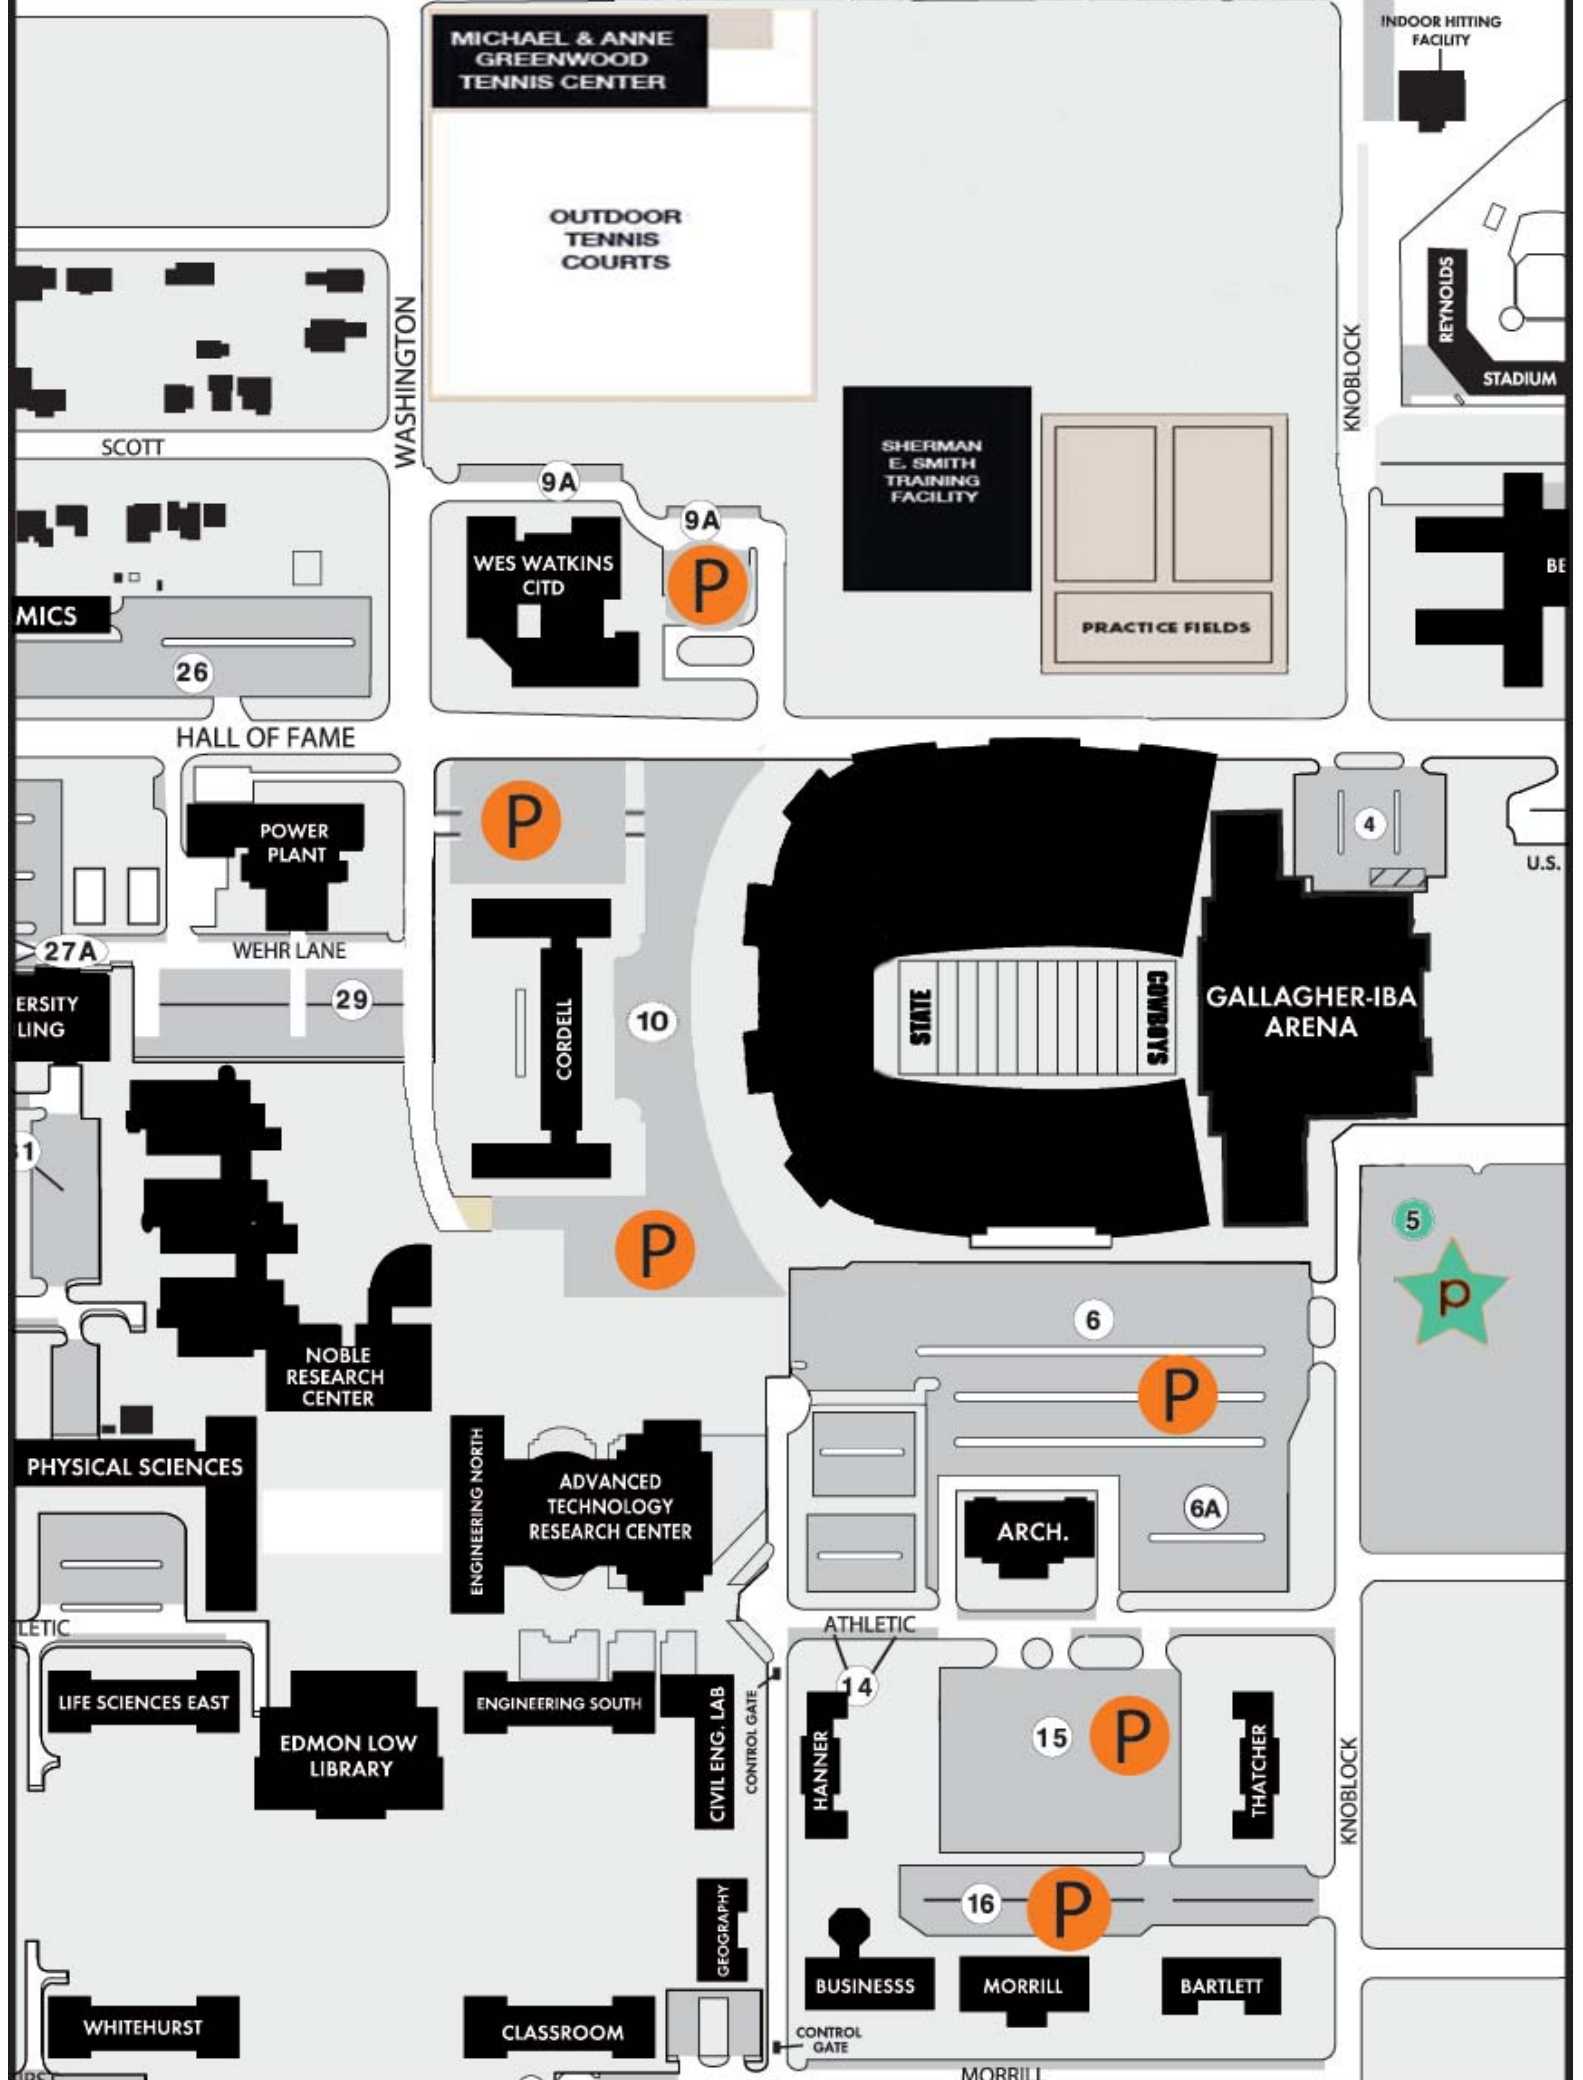 MICHAEL & ANNE
GREENWOOD
TENNIS CENTER
INDOOR HITTING
FACILITY
OUTDOOR
TENNIS
COURTS
WASHINGTON
REYNOLDS
STADIUM
KNOBLOCK
SCOTT
SHERMAN
E. SMITH
TRAINING
FACILITY
9A
9A
WES WATKINS
CITD
P
BE
MICS
PRACTICE FIELDS
26
HALL OF FAME
P
POWER
PLANT
4
U.S.
27A
WEHR LANE
ERSITY
LING
29
CORDELL
10
STATE
COWBOYS
GALLAGHER-IBA
ARENA
31
5
P
P
6
P
NOBLE
RESEARCH
CENTER
PHYSICAL SCIENCES
ENGINEERING NORTH
ADVANCED
TECHNOLOGY
RESEARCH CENTER
6A
ARCH.
LETIC
ATHLETIC
14
LIFE SCIENCES EAST
ENGINEERING SOUTH
CIVIL ENG. LAB
CONTROL GATE
EDMON LOW
LIBRARY
HANNER
15
P
THATCHER
KNOBLOCK
16
P
GEOGRAPHY
BUSINESSS
MORRILL
BARTLETT
WHITEHURST
CLASSROOM
CONTROL
GATE
MORRILL